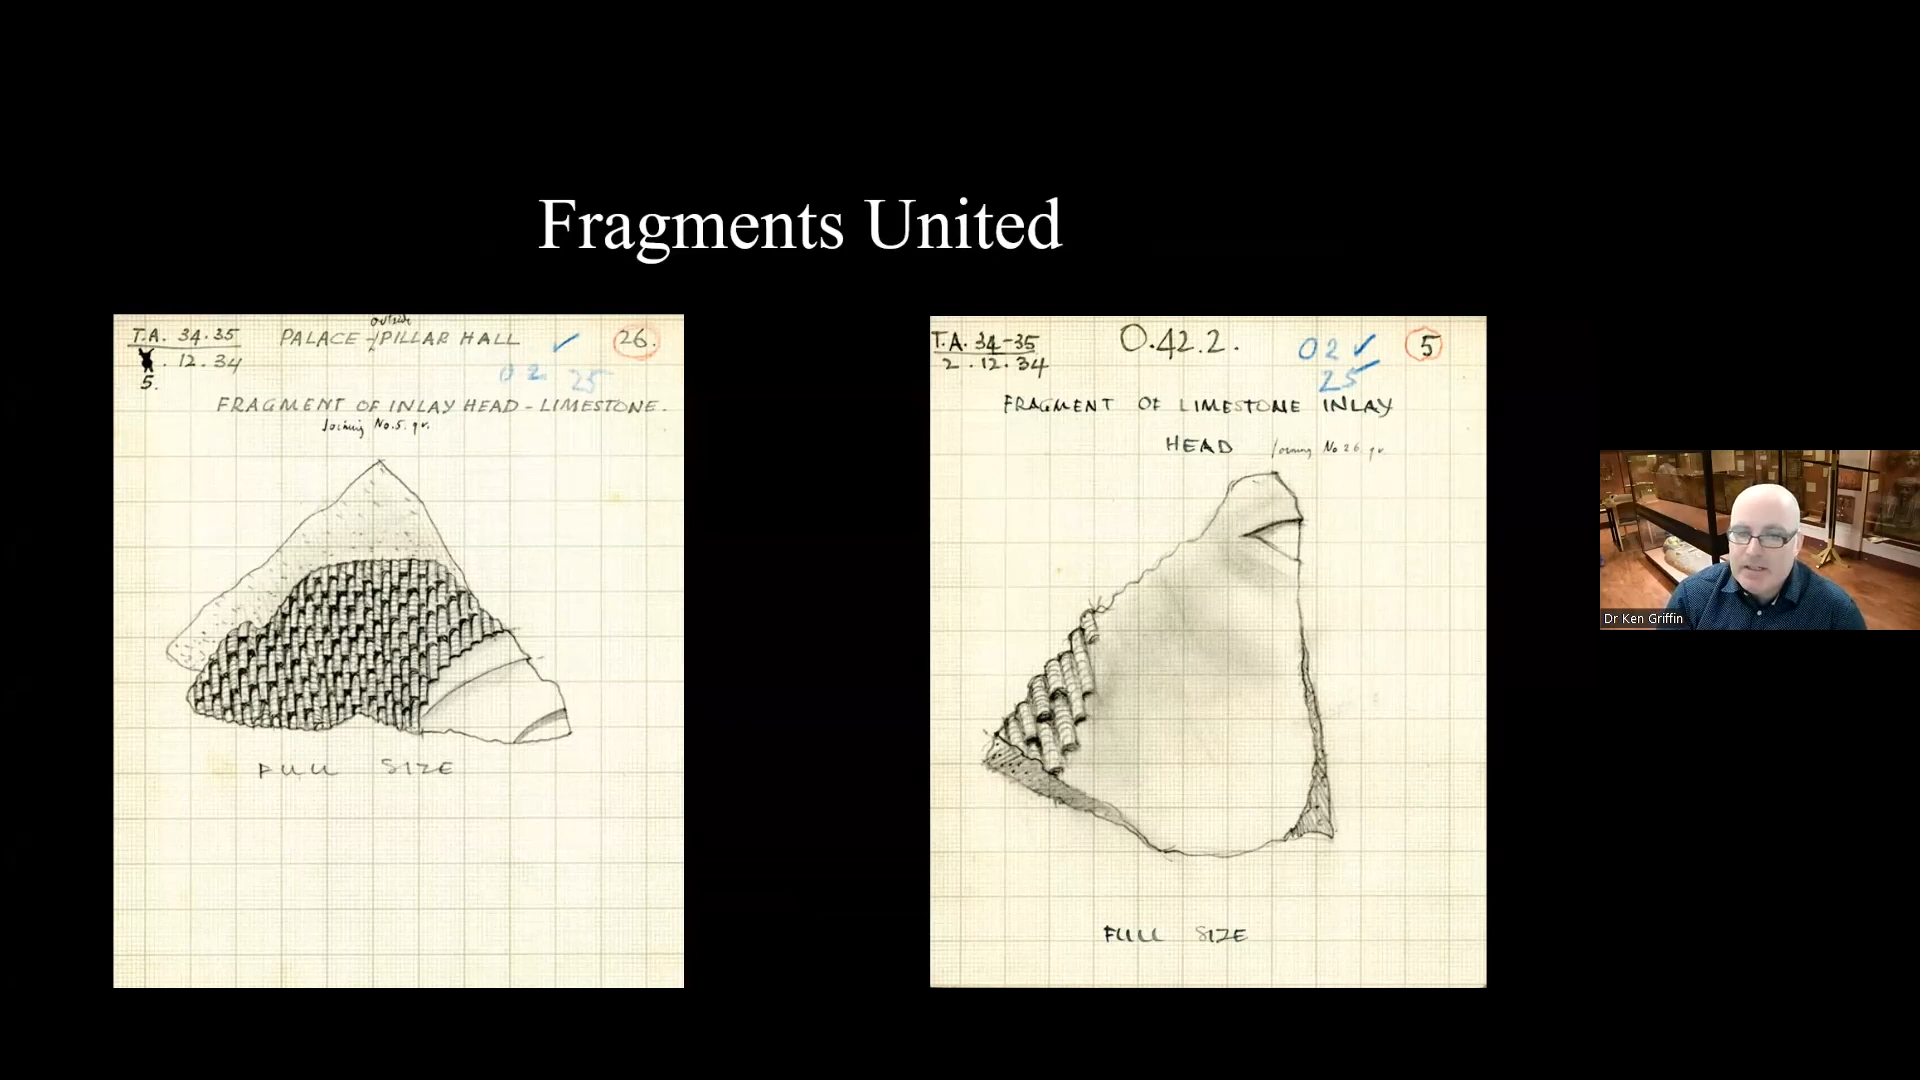 Fragments United
T.A. 34-35 PALACE - outside PILLAR HALL ✓ 26.
5. 12.34
02 25
FRAGMENT OF INLAY HEAD - LIMESTONE.
Joining No.5. qv.
FULL SIZE
T.A. 34-35 O.42.2. 02 ✓ 5
2.12.34
25
FRAGMENT OF LIMESTONE INLAY
HEAD Joining No 26. qv.
FULL SIZE
Dr Ken Griffin